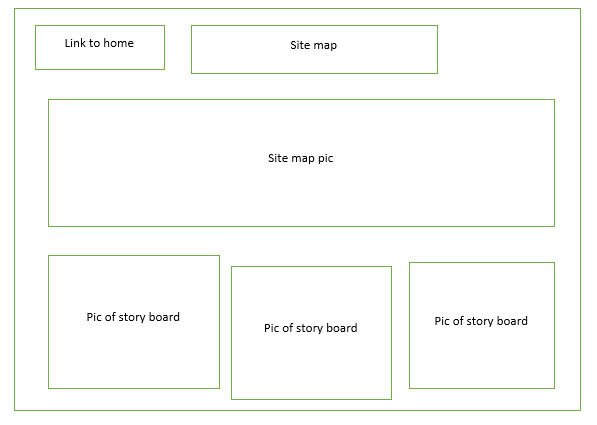 Link to home
Site map
Site map pic
Pic of story board
Pic of story board
Pic of story board